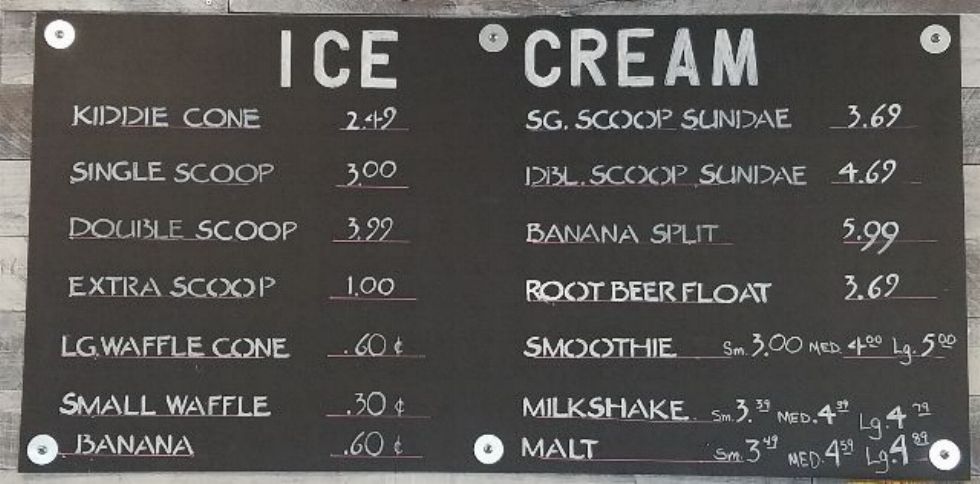 ICE CREAM
KIDDIE CONE 2.49
SINGLE SCOOP 3.00
DOUBLE SCOOP 3.99
EXTRA SCOOP 1.00
LG. WAFFLE CONE .60 ¢
SMALL WAFFLE .30 ¢
BANANA .60 ¢
SG. SCOOP SUNDAE 3.69
DBL. SCOOP SUNDAE 4.69
BANANA SPLIT 5.99
ROOT BEER FLOAT 3.69
SMOOTHIE Sm. 3.00 MED. 4.00 Lg. 5.00
MILKSHAKE Sm. 3.39 MED. 4.39 Lg. 4.79
MALT Sm. 3.49 MED. 4.59 Lg. 4.89